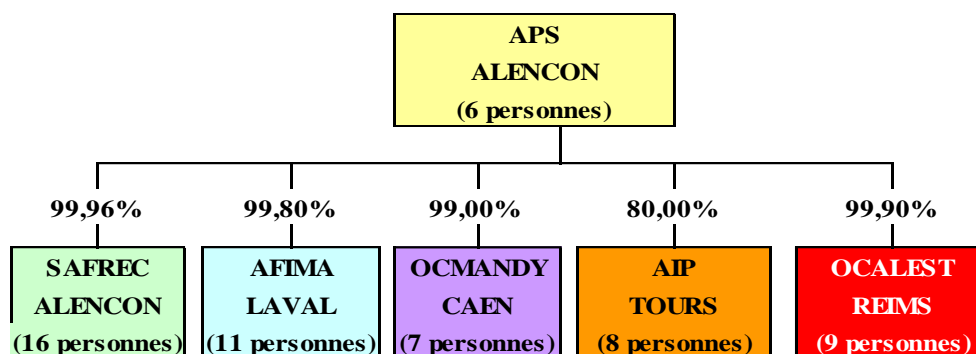 APS
ALENCON
(6 personnes)
99,96% 99,80% 99,00% 80,00% 99,90%
SAFREC
ALENCON
(16 personnes)
AFIMA
LAVAL
(11 personnes)
OCMANDY
CAEN
(7 personnes)
AIP
TOURS
(8 personnes)
OCALEST
REIMS
(9 personnes)